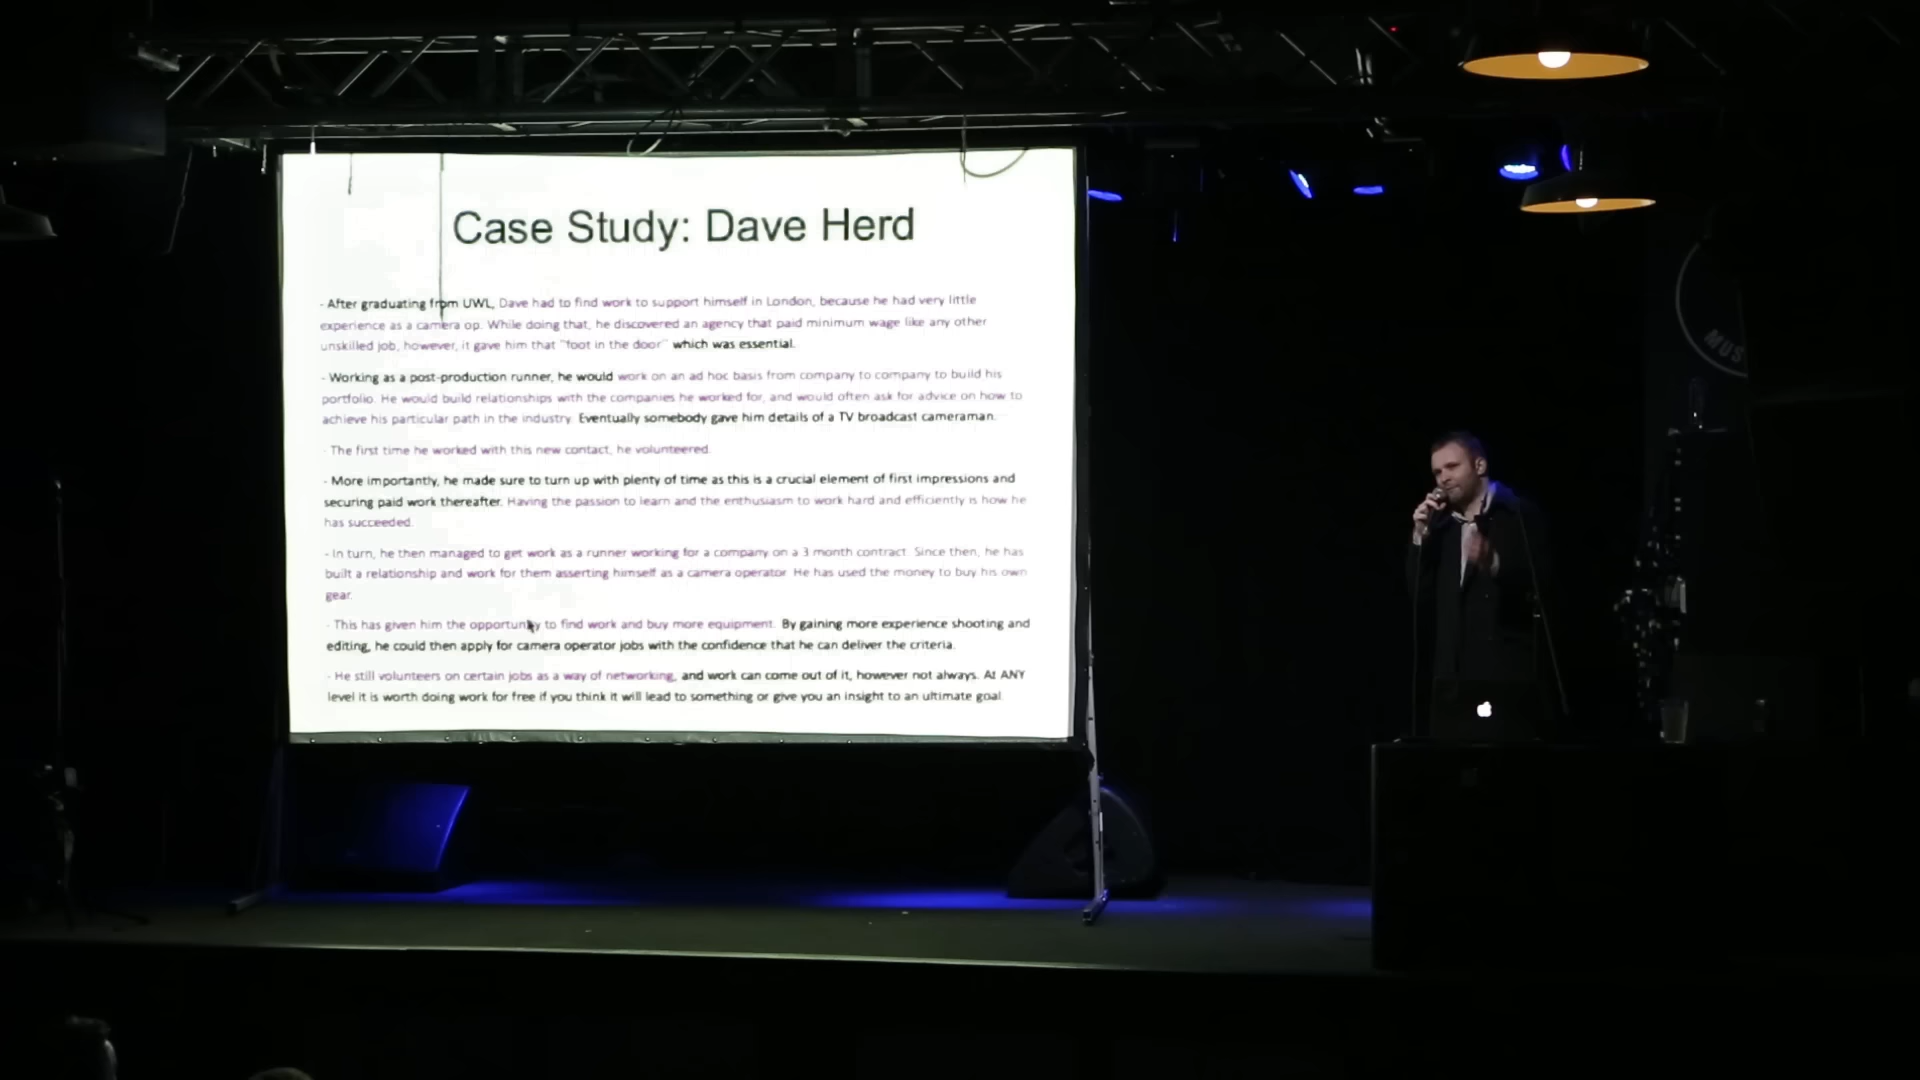 Case Study: Dave Herd
- After graduating from UWL, Dave had to find work to support himself in London, because he had very little
experience as a camera op. While doing that, he discovered an agency that paid minimum wage like any other
unskilled job, however, it gave him that "foot in the door" which was essential.
- Working as a post-production runner, he would work on an ad hoc basis from company to company to build his
portfolio. He would build relationships with the companies he worked for, and would often ask for advice on how to
achieve his particular path in the industry. Eventually somebody gave him details of a TV broadcast cameraman.
- The first time he worked with this new contact, he volunteered.
- More importantly, he made sure to turn up with plenty of time as this is a crucial element of first impressions and
securing paid work thereafter. Having the passion to learn and the enthusiasm to work hard and efficiently is how he
has succeeded.
- In turn, he then managed to get work as a runner working for a company on a 3 month contract. Since then, he has
built a relationship and work for them asserting himself as a camera operator. He has used the money to buy his own
gear.
- This has given him the opportunity to find work and buy more equipment. By gaining more experience shooting and
editing, he could then apply for camera operator jobs with the confidence that he can deliver the criteria.
- He still volunteers on certain jobs as a way of networking, and work can come out of it, however not always. At ANY
level it is worth doing work for free if you think it will lead to something or give you an insight to an ultimate goal.
MUS